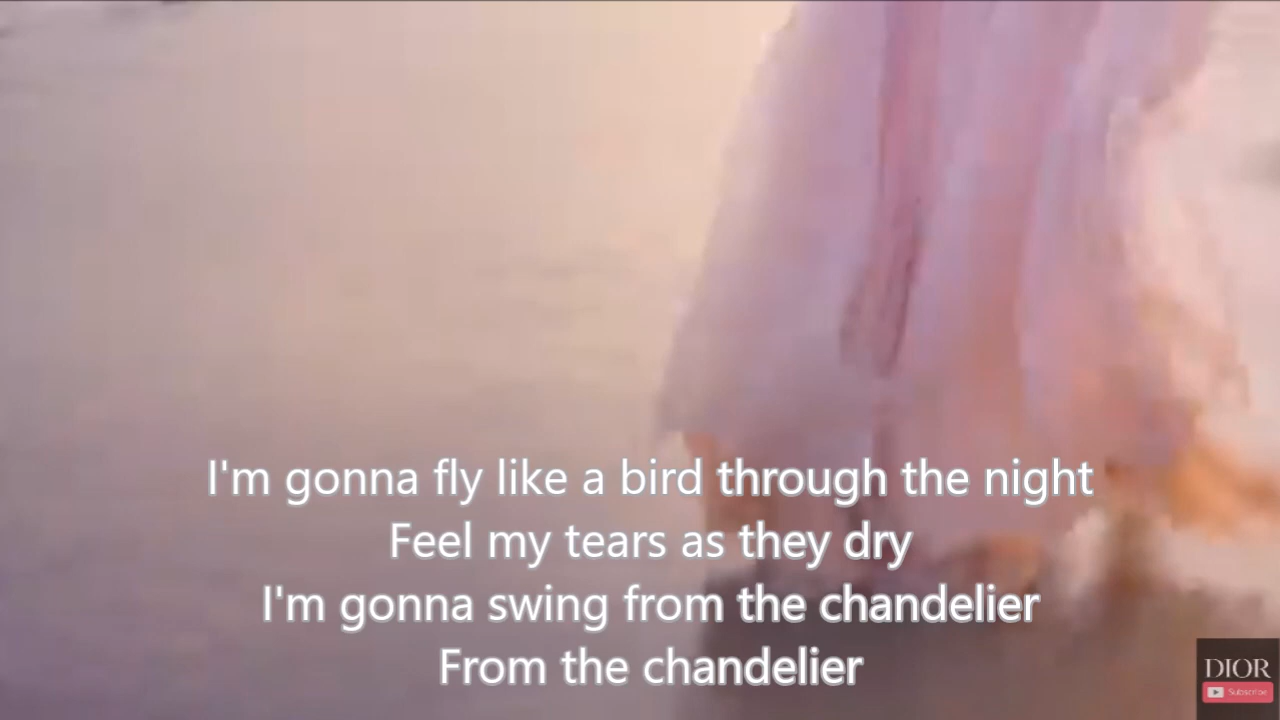 I'm gonna fly like a bird through the night
Feel my tears as they dry
I'm gonna swing from the chandelier
From the chandelier
DIOR
Subscribe